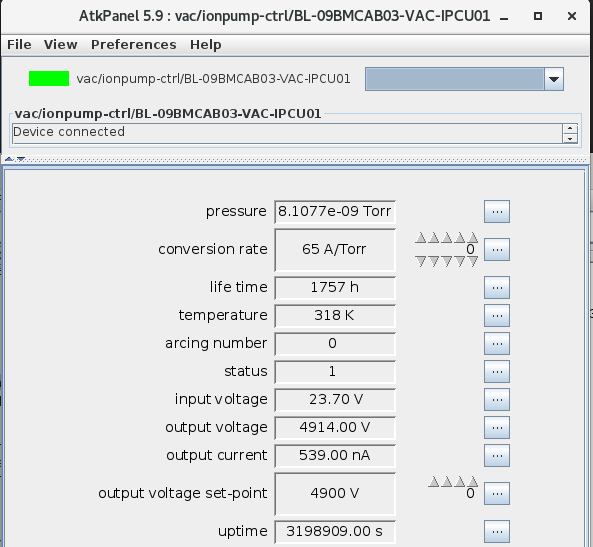 AtkPanel 5.9 : vac/ionpump-ctrl/BL-09BMCAB03-VAC-IPCU01
File View Preferences Help
vac/ionpump-ctrl/BL-09BMCAB03-VAC-IPCU01
vac/ionpump-ctrl/BL-09BMCAB03-VAC-IPCU01
Device connected
pressure 8.1077e-09 Torr ...
conversion rate 65 A/Torr 0 ...
life time 1757 h ...
temperature 318 K ...
arcing number 0 ...
status 1 ...
input voltage 23.70 V ...
output voltage 4914.00 V ...
output current 539.00 nA ...
output voltage set-point 4900 V 0 ...
uptime 3198909.00 s ...